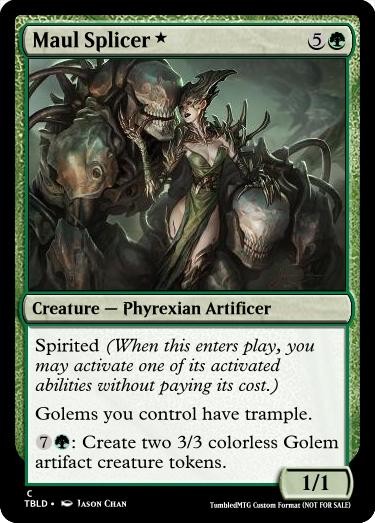 Maul Splicer★ 5
Creature — Phyrexian Artificer
Spirited (When this enters play, you
may activate one of its activated
abilities without paying its cost.)
Golems you control have trample.
7: Create two 3/3 colorless Golem
artifact creature tokens.
1/1
C
TBLD • Jason Chan
TumbledMTG Custom Format (NOT FOR SALE)